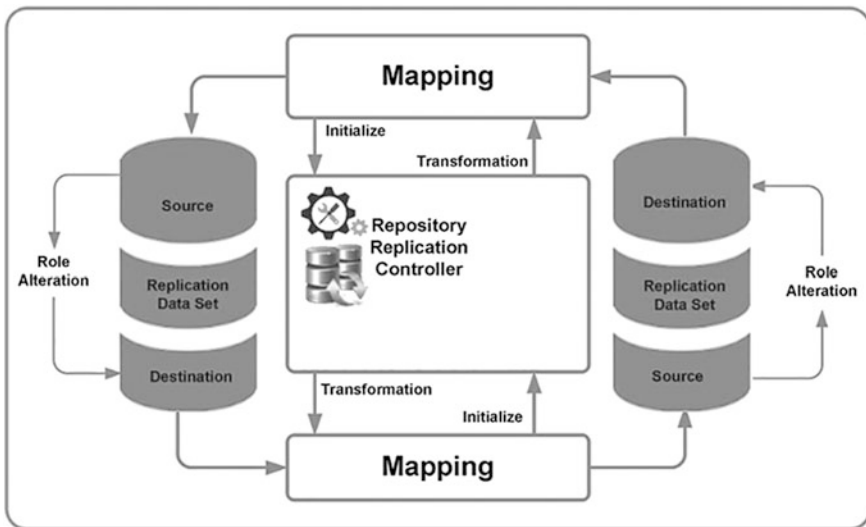 Mapping
Initialize
Transformation
Source
Replication
Data Set
Destination
Role
Alteration
Repository
Replication
Controller
Destination
Replication
Data Set
Source
Role
Alteration
Transformation
Initialize
Mapping